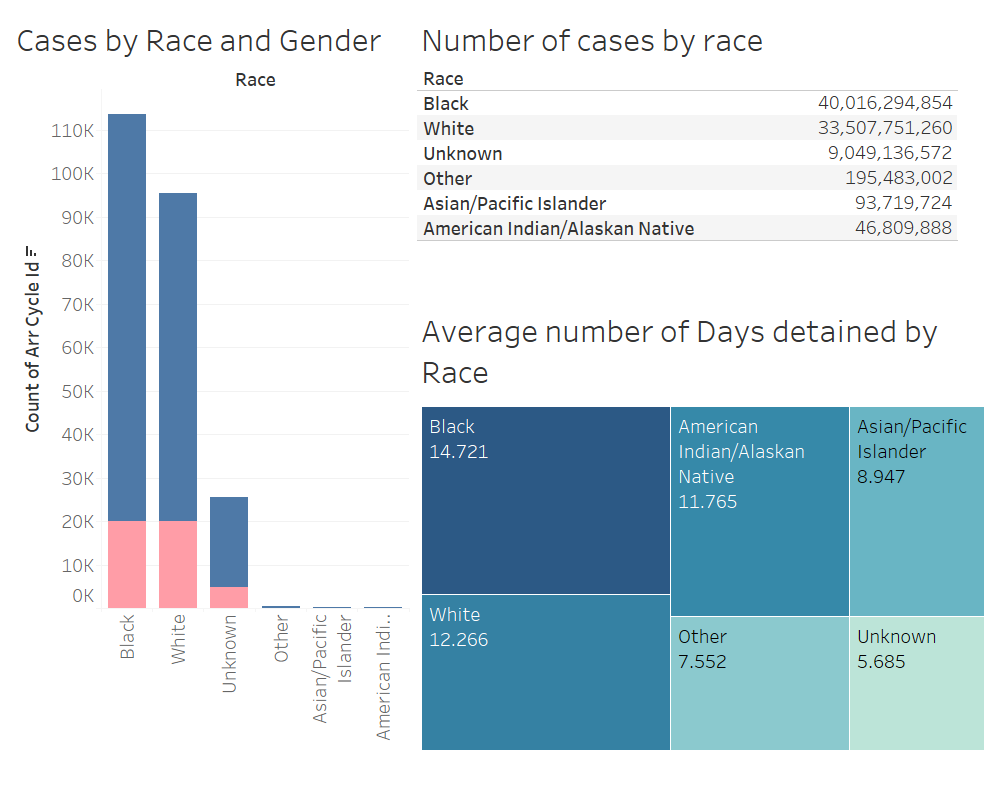 Cases by Race and Gender
Race
Count of Arr Cycle Id
110K
100K
90K
80K
70K
60K
50K
40K
30K
20K
10K
0K
Black
White
Unknown
Other
Asian/Pacific
Islander
American Indi..
Number of cases by race
Race
Black 40,016,294,854
White 33,507,751,260
Unknown 9,049,136,572
Other 195,483,002
Asian/Pacific Islander 93,719,724
American Indian/Alaskan Native 46,809,888
Average number of Days detained by
Race
Black
14.721
White
12.266
American
Indian/Alaskan
Native
11.765
Asian/Pacific
Islander
8.947
Other
7.552
Unknown
5.685